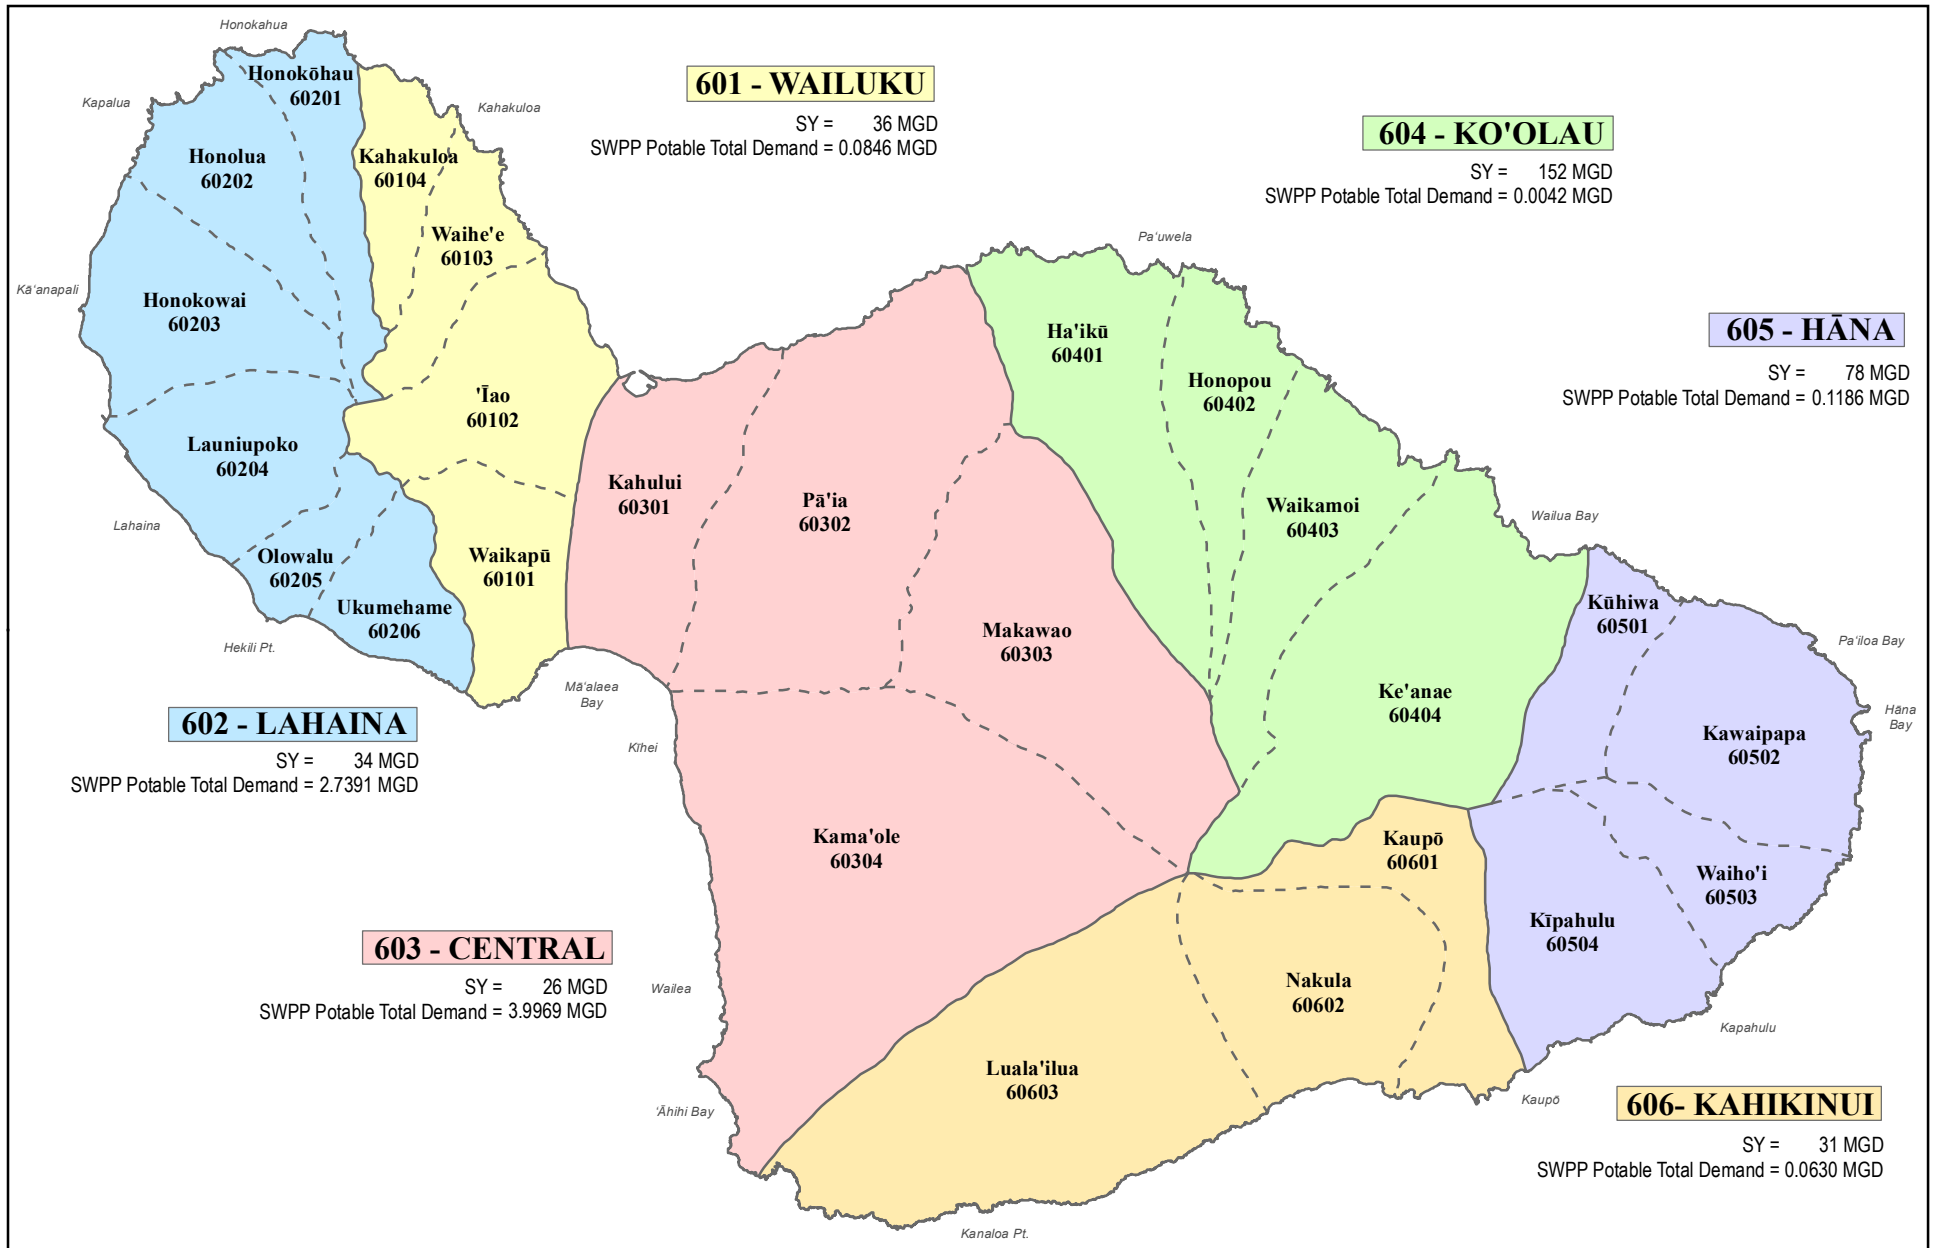 Honokahua
Kapalua
Kahakuloa
Kā'anapali
Lahaina
Hekili Pt.
Honokōhau
60201
Honolua
60202
Honokowai
60203
Launiupoko
60204
Olowalu
60205
Ukumehame
60206
Kahakuloa
60104
Waihe'e
60103
'Īao
60102
Waikapū
60101
601 - WAILUKU
SY = 36 MGD
SWPP Potable Total Demand = 0.0846 MGD
602 - LAHAINA
SY = 34 MGD
SWPP Potable Total Demand = 2.7391 MGD
Mā'alaea
Bay
Kīhei
Kahului
60301
Pā'ia
60302
Makawao
60303
Kama'ole
60304
603 - CENTRAL
SY = 26 MGD
SWPP Potable Total Demand = 3.9969 MGD
Wailea
'Āhihi Bay
604 - KO'OLAU
SY = 152 MGD
SWPP Potable Total Demand = 0.0042 MGD
Pa'uwela
Ha'ikū
60401
Honopou
60402
Waikamoi
60403
Ke'anae
60404
Wailua Bay
605 - HĀNA
SY = 78 MGD
SWPP Potable Total Demand = 0.1186 MGD
Kūhiwa
60501
Pa'iloa Bay
Hāna
Bay
Kawaipapa
60502
Waiho'i
60503
Kīpahulu
60504
Kapahulu
Kaupō
60601
Nakula
60602
Luala'ilua
60603
Kaupō
606- KAHIKINUI
SY = 31 MGD
SWPP Potable Total Demand = 0.0630 MGD
Kanaloa Pt.